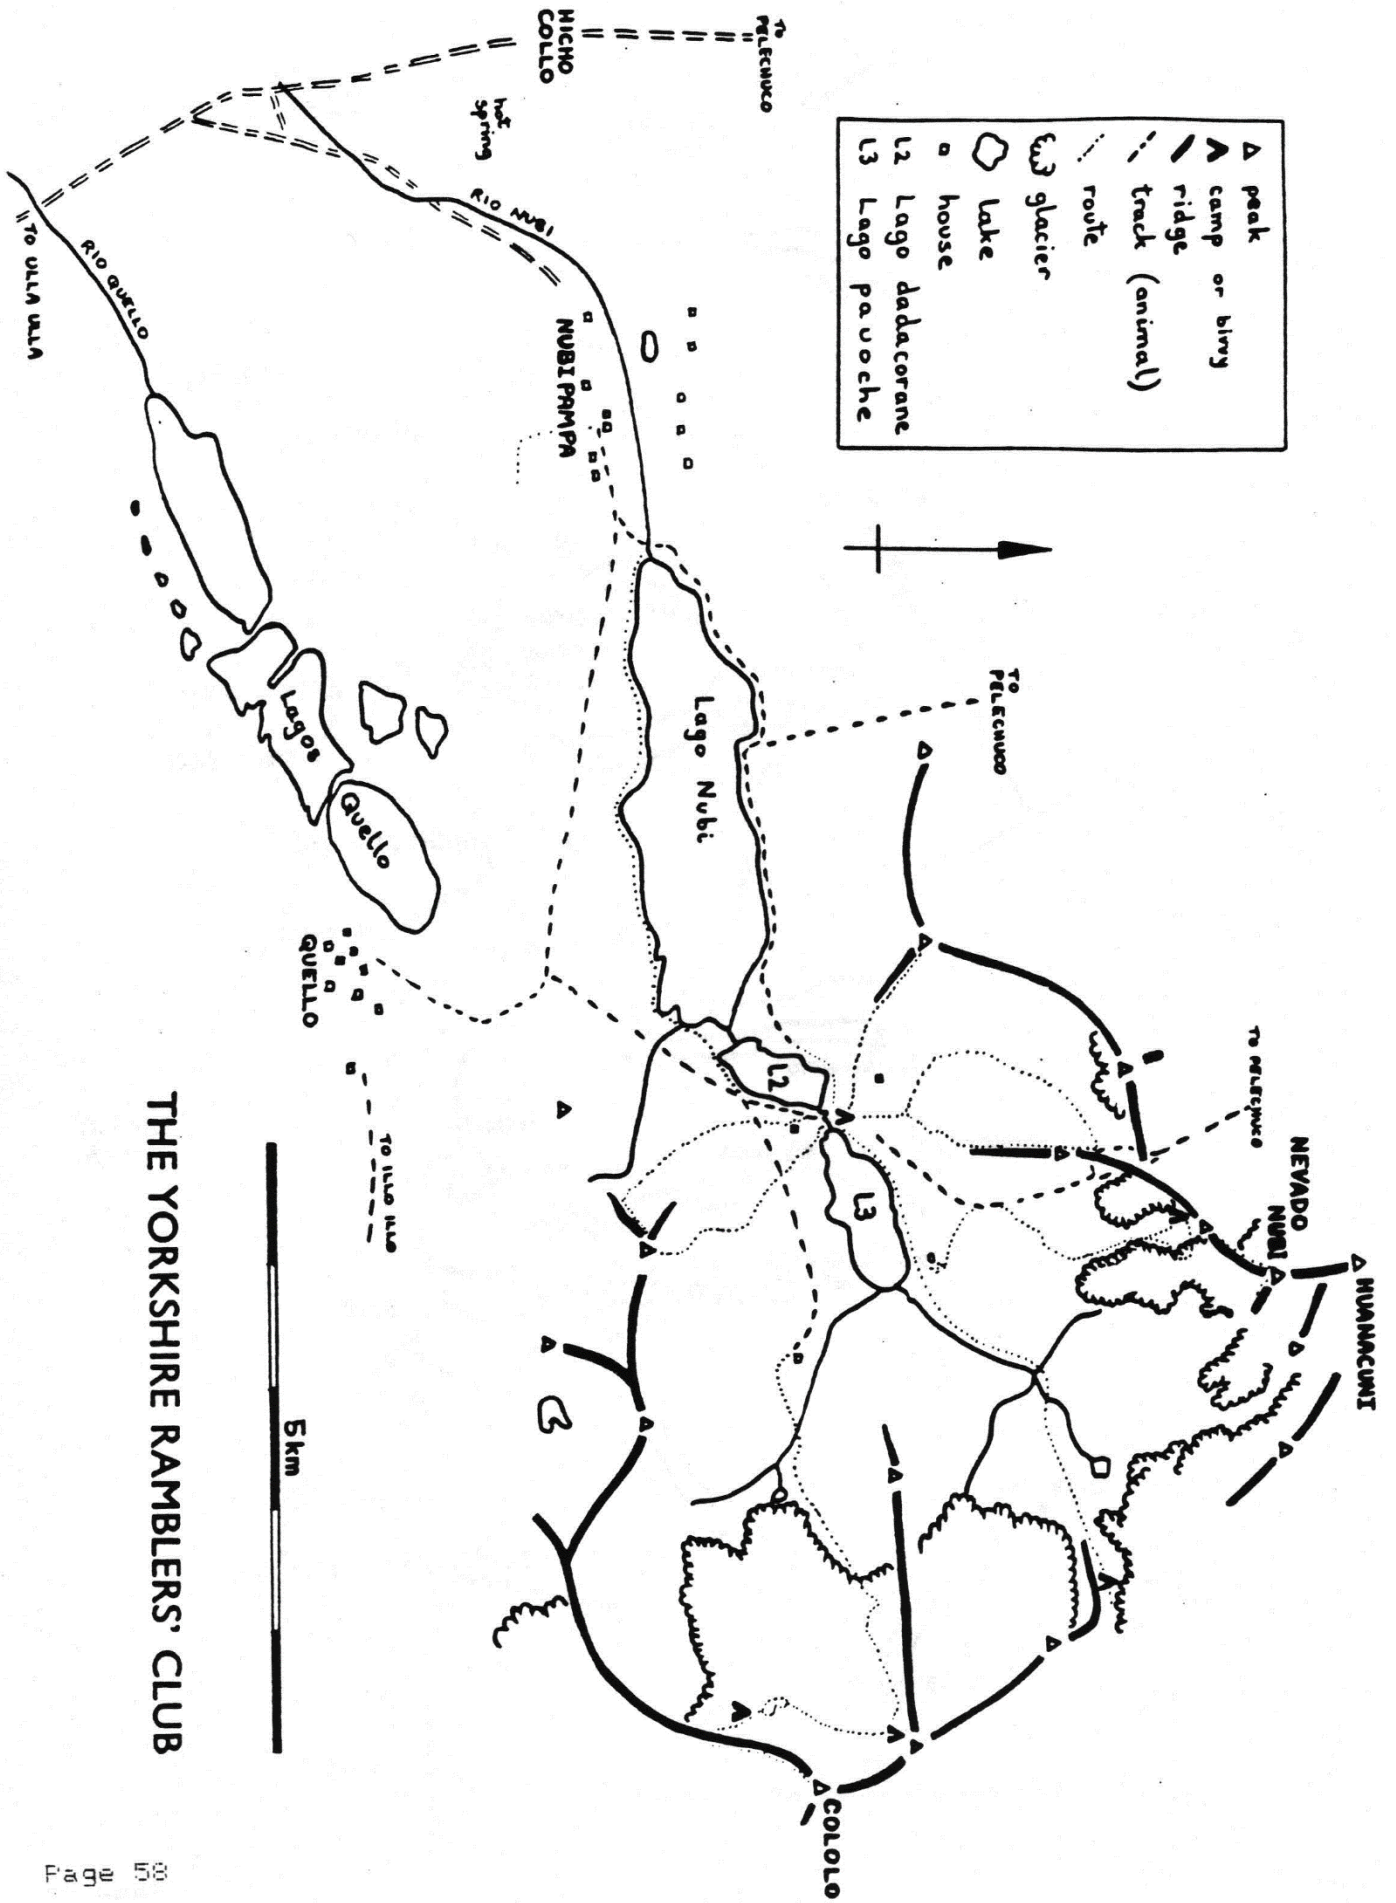 TO
PELECHUCO
HICHO
COLLO
hot
spring
peak
camp or bivvy
ridge
track (animal)
route
glacier
lake
house
L2 Lago dadacorane
L3 Lago pauoche
RIO NUBI
RIO QUELLO
TO ULLA ULLA
NUBI PAMPA
Lago Nubi
TO
PELECHUCO
Lagos
Quello
QUELLO
L2
L3
TO PELECHUCO
NEVADO
NUBI
HUANACUNI
TO ILLO ILLO
COLOLO
5km
THE YORKSHIRE RAMBLERS' CLUB
Page 58